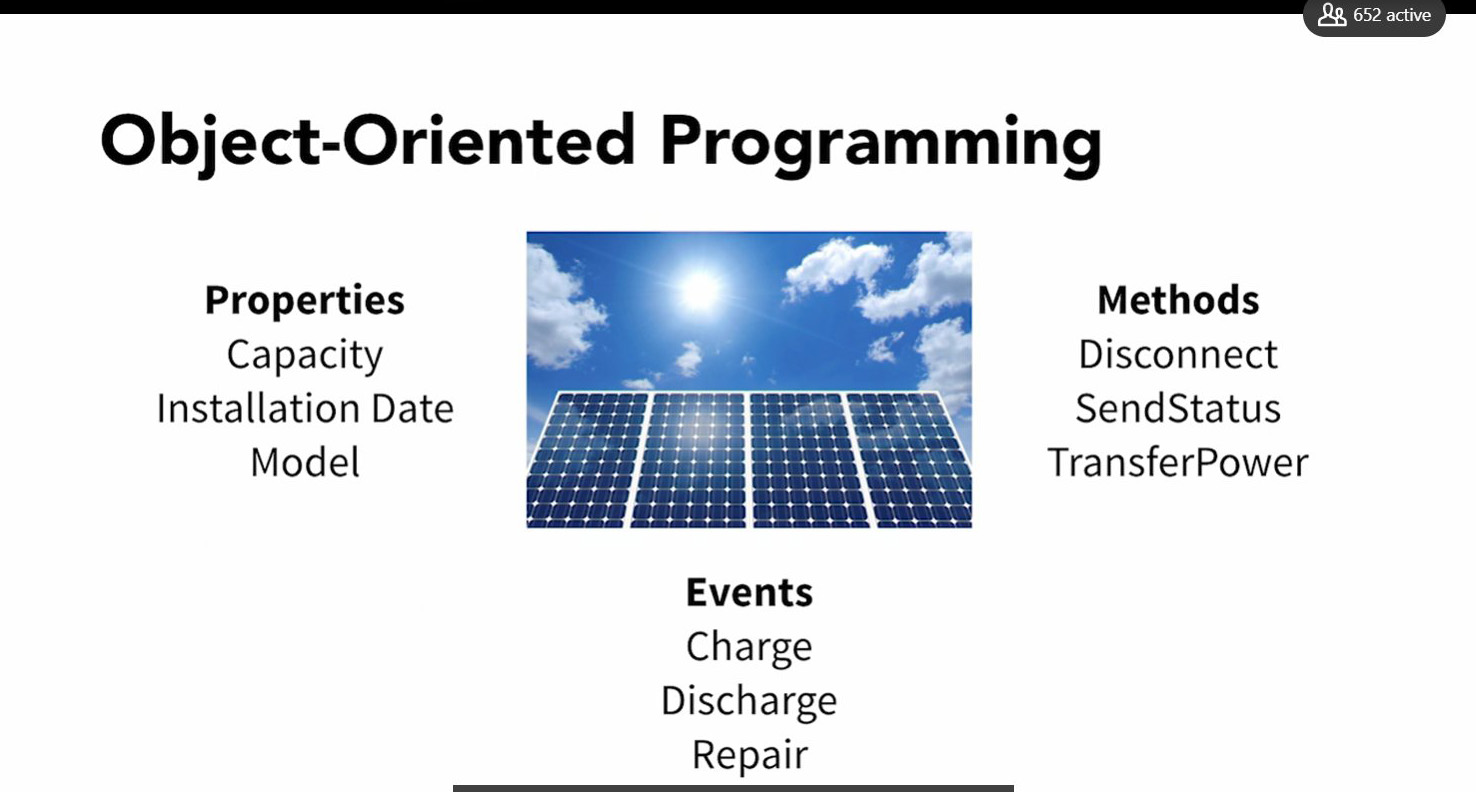 652 active
Object-Oriented Programming
Properties
Capacity
Installation Date
Model
Methods
Disconnect
SendStatus
TransferPower
Events
Charge
Discharge
Repair